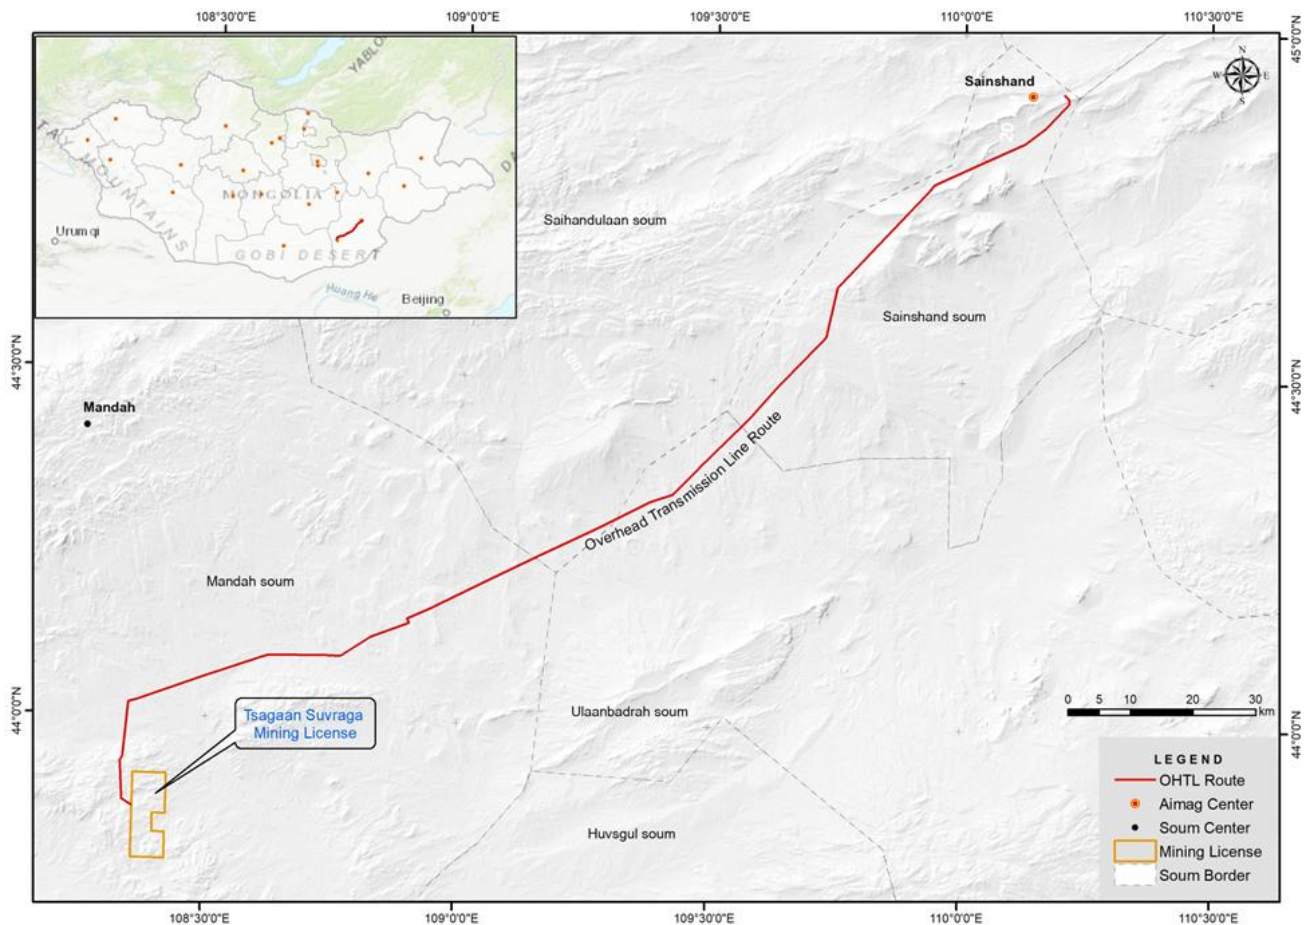 108°30'0"E
109°0'0"E
109°30'0"E
110°0'0"E
110°30'0"E
45°0'0"N
YABLO
TAY MOUNTAINS
MONGOLIA
DA
Urumqi
GOBI DESERT
Huang He
Beijing
Sainshand
N
W
E
S
Saihandulaan soum
Sainshand soum
44°30'0"N
44°30'0"N
Mandah
Overhead Transmission Line Route
Mandah soum
Tsagaan Suvraga
Mining License
Ulaanbadrah soum
Huvsgul soum
44°0'0"N
44°0'0"N
0 5 10 20 30
km
LEGEND
OHTL Route
Aimag Center
Soum Center
Mining License
Soum Border
108°30'0"E
109°0'0"E
109°30'0"E
110°0'0"E
110°30'0"E